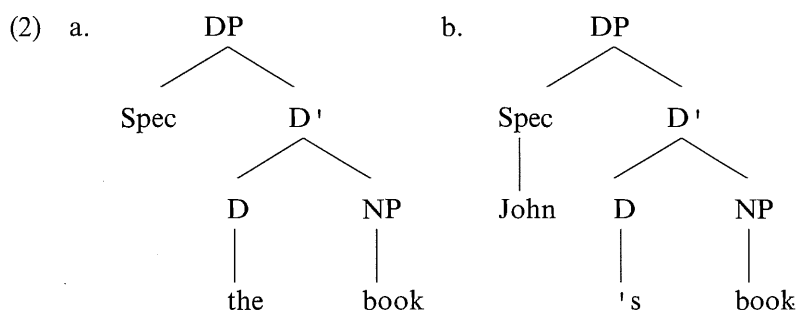 (2) a. DP b. DP
Spec D' Spec D'
D NP John D NP
the book 's book